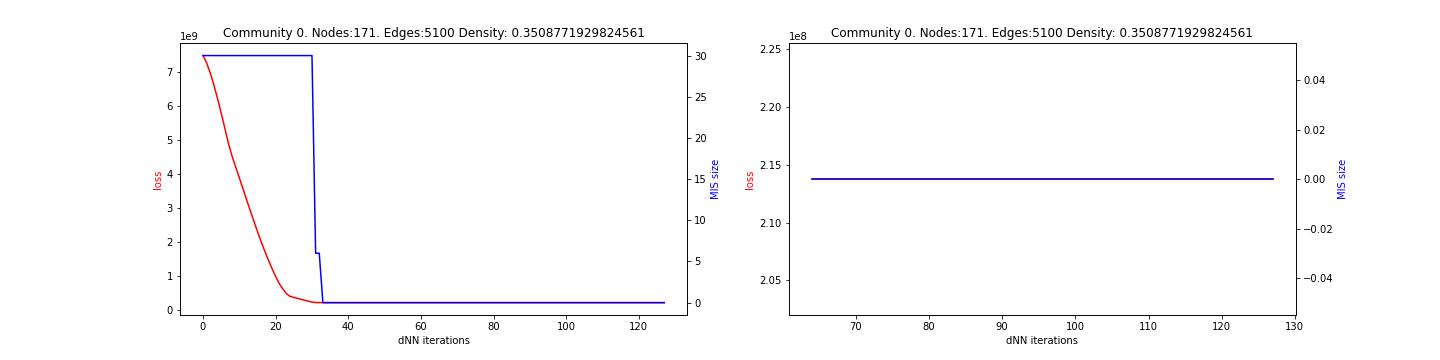 Community 0. Nodes:171. Edges:5100 Density: 0.3508771929824561
1e9
7
6
5
4
3
2
1
0
loss
30
25
20
15
10
5
0
MIS size
0 20 40 60 80 100 120
dNN iterations
Community 0. Nodes:171. Edges:5100 Density: 0.3508771929824561
1e8
2.25
2.20
2.15
2.10
2.05
loss
0.04
0.02
0.00
−0.02
−0.04
MIS size
70 80 90 100 110 120 130
dNN iterations